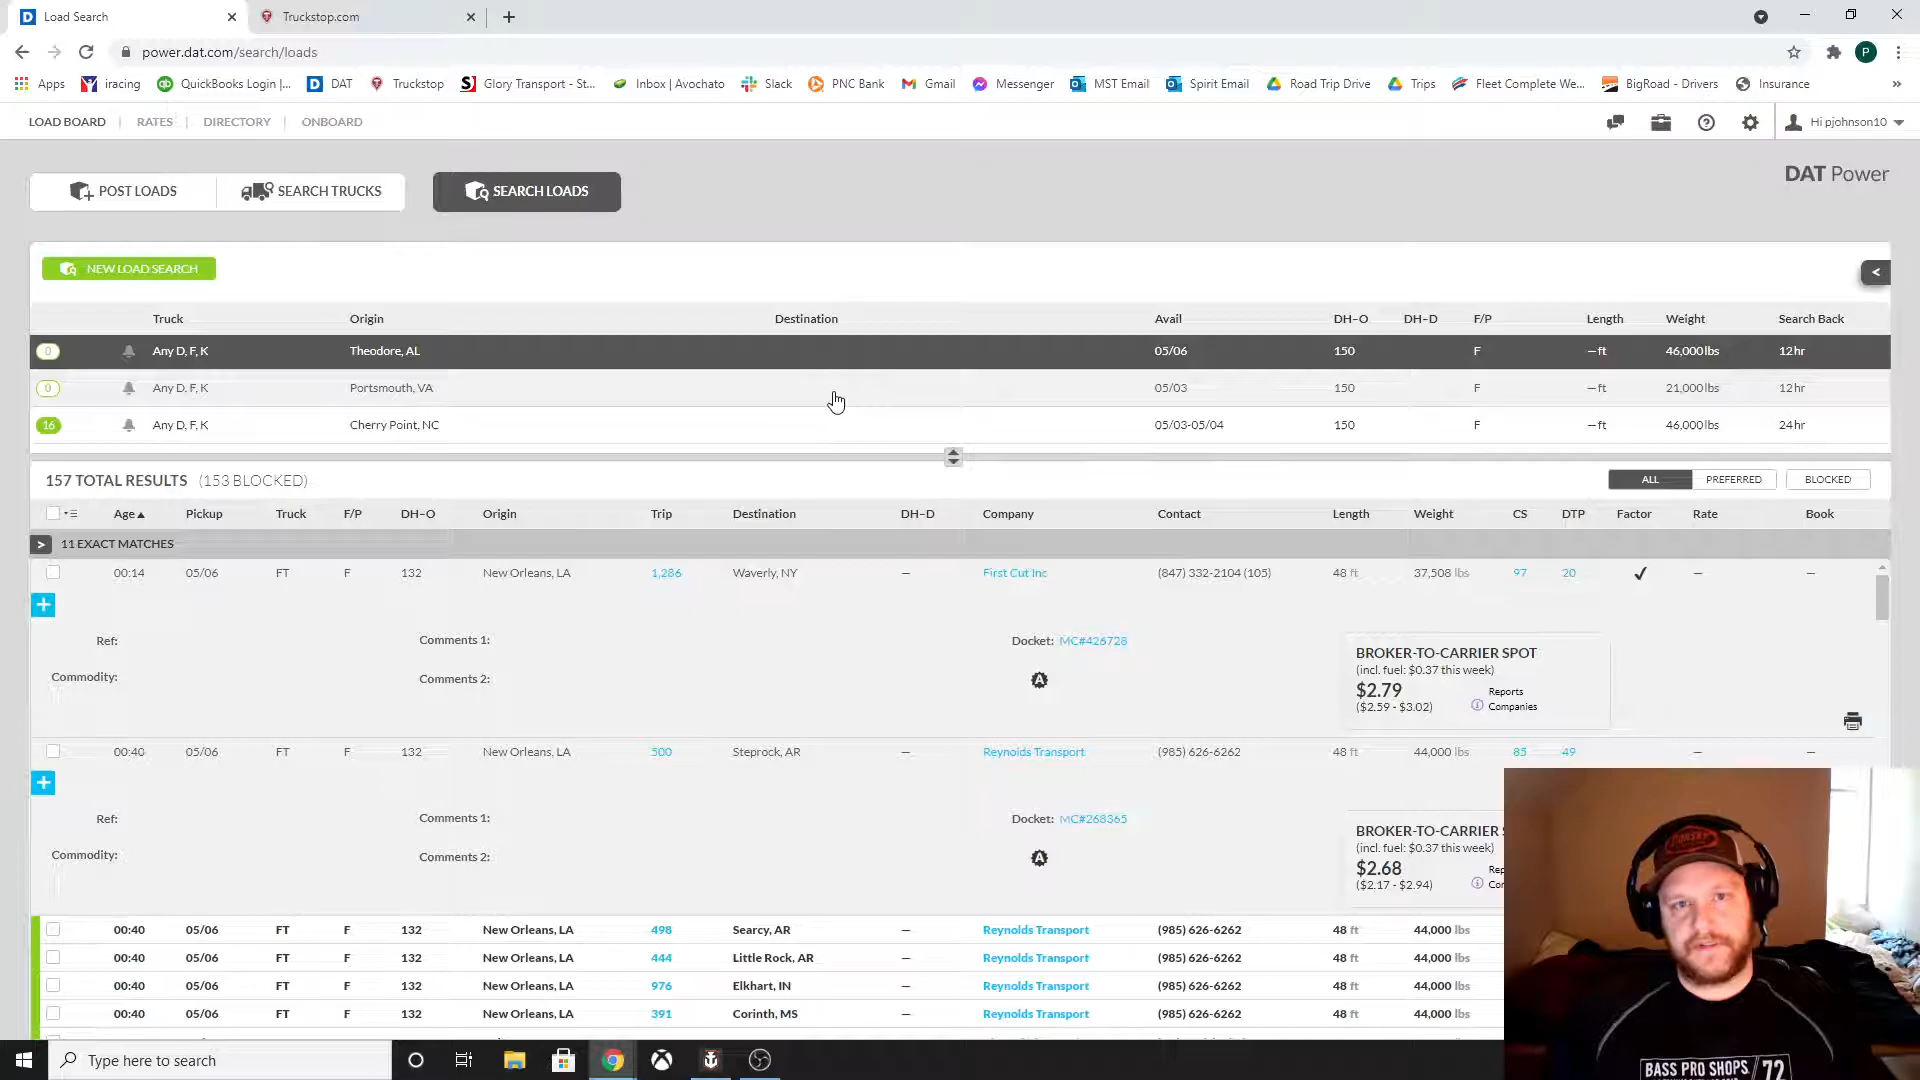 Load Search
Truckstop.com
power.dat.com/search/loads
P
Apps iracing QuickBooks Login |... DAT Truckstop Glory Transport - St... Inbox | Avochato Slack PNC Bank Gmail Messenger MST Email Spirit Email Road Trip Drive Trips Fleet Complete We... BigRoad - Drivers Insurance »
LOAD BOARD | RATES | DIRECTORY | ONBOARD
Hi pjohnson10
POST LOADS SEARCH TRUCKS SEARCH LOADS
DAT Power
NEW LOAD SEARCH
<
Truck Origin Destination Avail DH–O DH–D F/P Length Weight Search Back
0 Any D, F, K Theodore, AL 05/06 150 F —ft 46,000lbs 12hr
0 Any D, F, K Portsmouth, VA 05/03 150 F —ft 21,000lbs 12hr
16 Any D, F, K Cherry Point, NC 05/03-05/04 150 F —ft 46,000lbs 24hr
157 TOTAL RESULTS (153 BLOCKED) ALL PREFERRED BLOCKED
Age Pickup Truck F/P DH–O Origin Trip Destination DH–D Company Contact Length Weight CS DTP Factor Rate Book
> 11 EXACT MATCHES
00:14 05/06 FT F 132 New Orleans, LA 1,286 Waverly, NY — First Cut Inc (847) 332-2104 (105) 48 ft 37,508 lbs 97 20 ✓ — —
+
Ref: Comments 1: Docket: MC#426728
Commodity: Comments 2: A
BROKER-TO-CARRIER SPOT
(incl. fuel: $0.37 this week)
$2.79 Reports
($2.59 - $3.02) Companies
00:40 05/06 FT F 132 New Orleans, LA 500 Steprock, AR — Reynolds Transport (985) 626-6262 48 ft 44,000 lbs 85 49 — —
+
Ref: Comments 1: Docket: MC#268365
Commodity: Comments 2: A
BROKER-TO-CARRIER
(incl. fuel: $0.37 this week)
$2.68 Rep
($2.17 - $2.94) Cor
00:40 05/06 FT F 132 New Orleans, LA 498 Searcy, AR — Reynolds Transport (985) 626-6262 48 ft 44,000 lbs
00:40 05/06 FT F 132 New Orleans, LA 444 Little Rock, AR — Reynolds Transport (985) 626-6262 48 ft 44,000 lbs
00:40 05/06 FT F 132 New Orleans, LA 976 Elkhart, IN — Reynolds Transport (985) 626-6262 48 ft 44,000 lbs
00:40 05/06 FT F 132 New Orleans, LA 391 Corinth, MS — Reynolds Transport (985) 626-6262 48 ft 44,000 lbs
Type here to search
BASS PRO SHOPS / 72